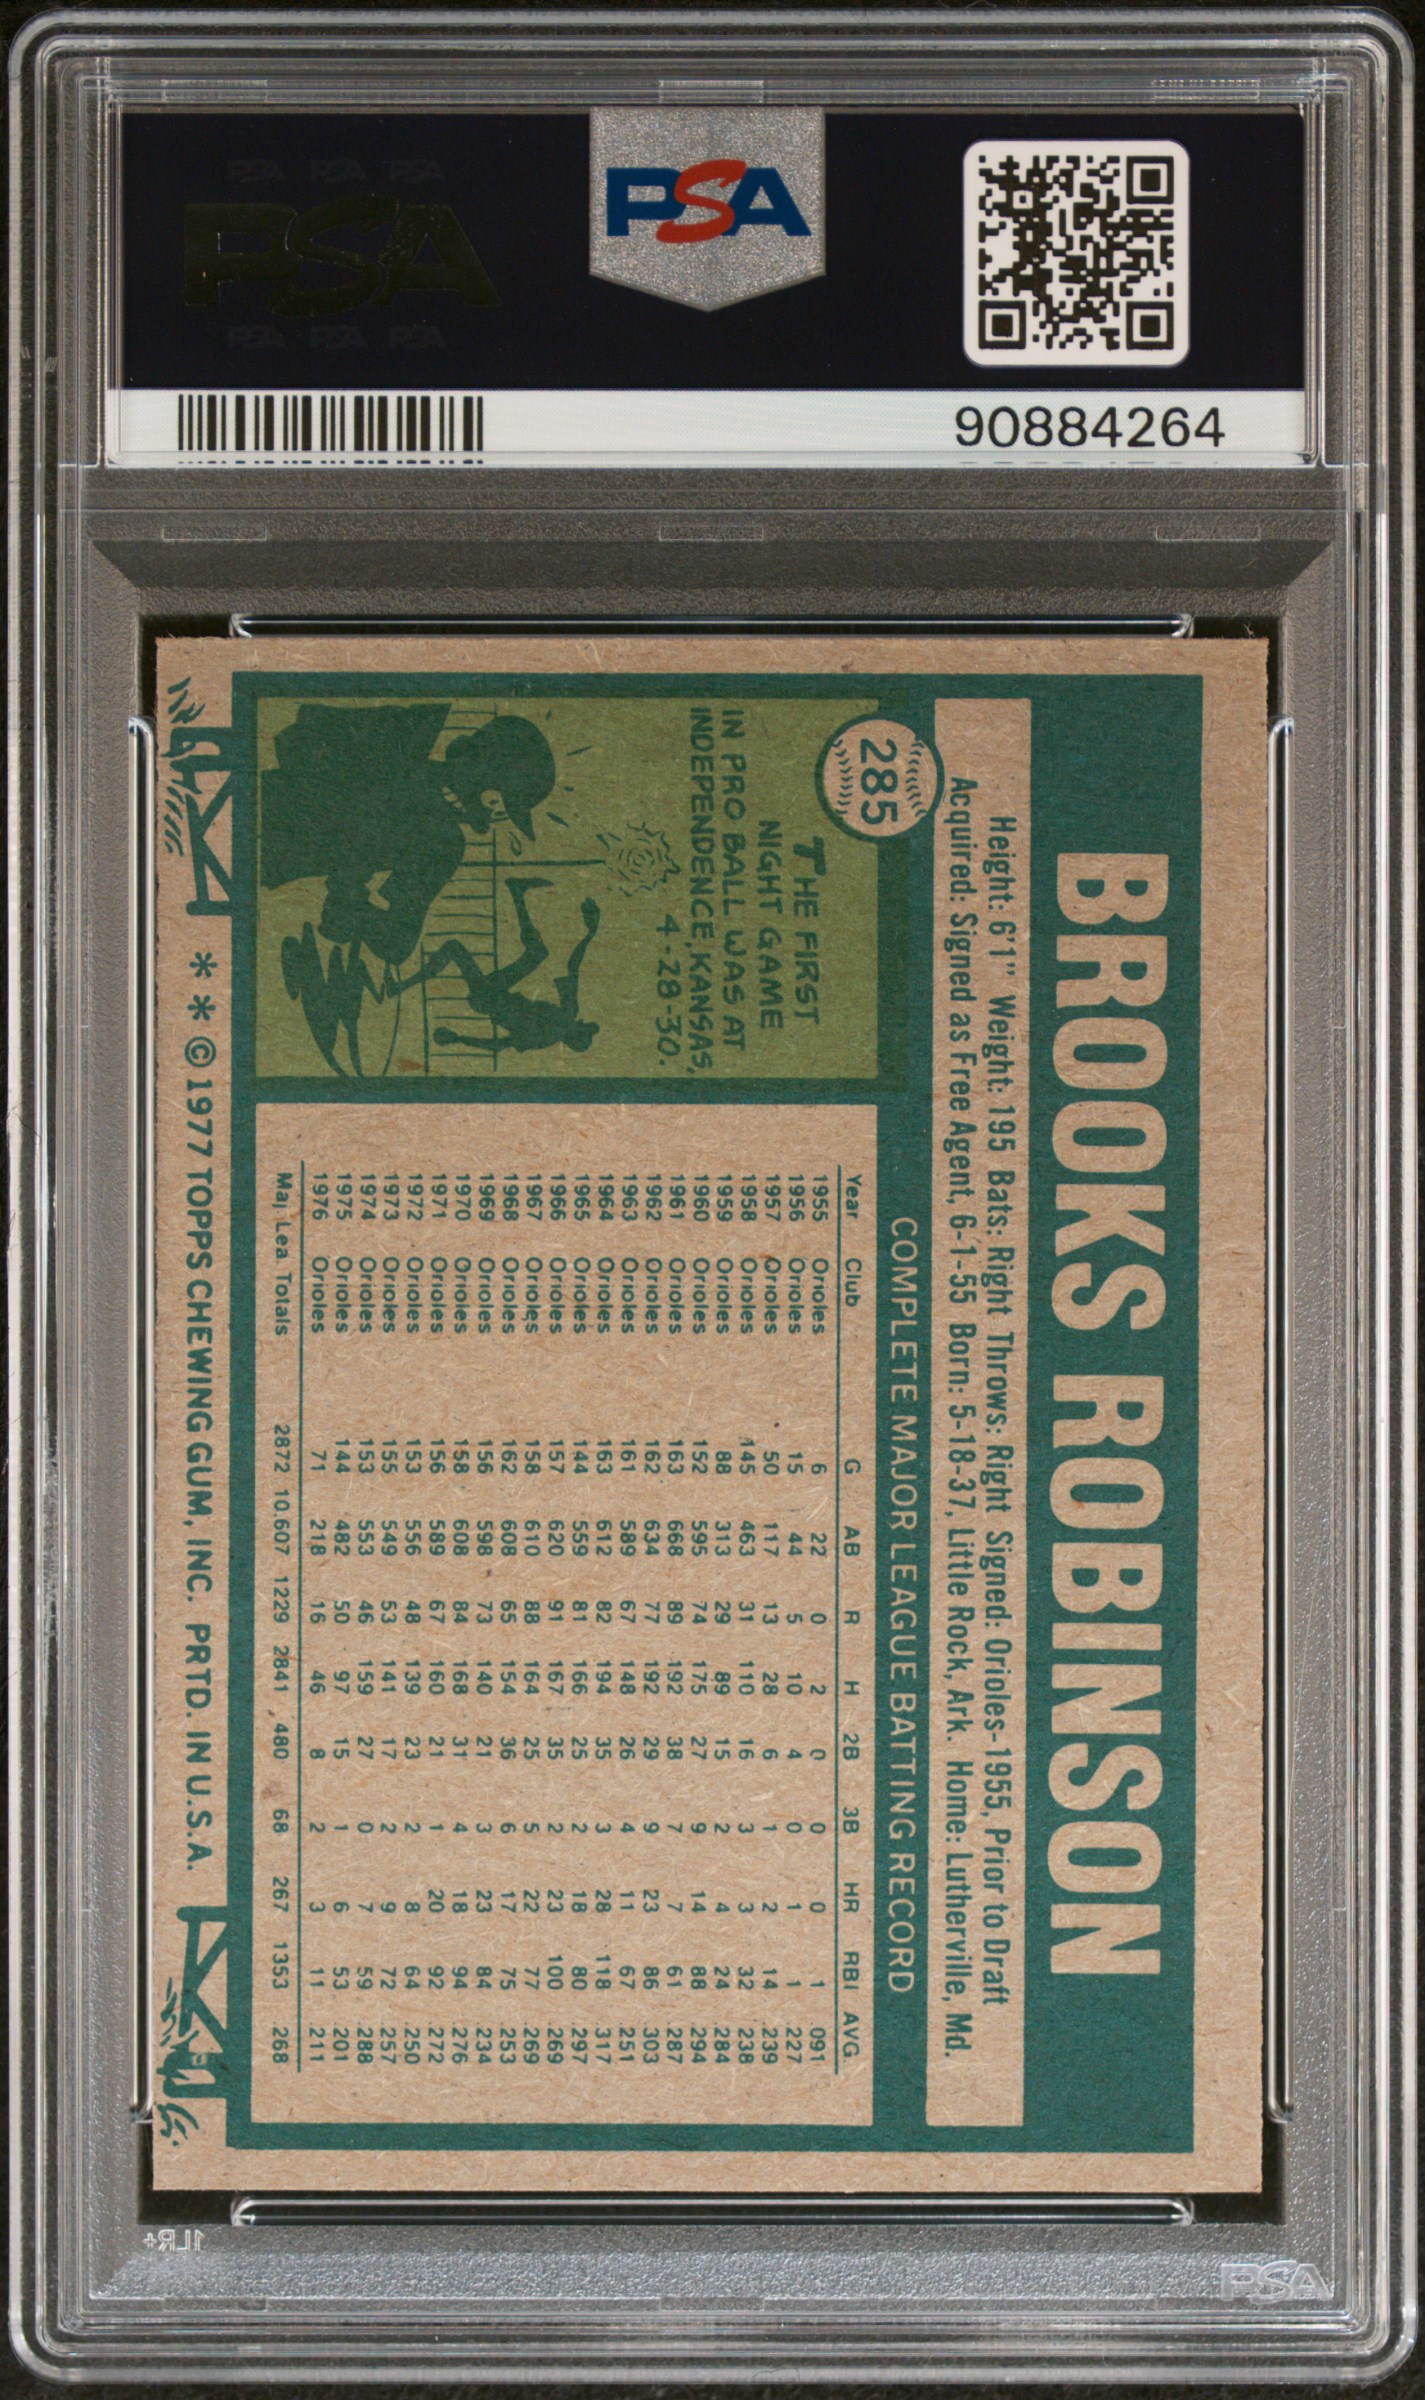 PSA PSA PSA
PSA
PSA PSA PSA
PSA
90884264
BROOKS ROBINSON
Height: 6'1" Weight: 195 Bats: Right Throws: Right Signed: Orioles-1955, Prior to Draft
Acquired: Signed as Free Agent, 6-1-55 Born: 5-18-37, Little Rock, Ark. Home: Lutherville, Md.
285
THE FIRST
NIGHT GAME
IN PRO BALL WAS AT
INDEPENDENCE, KANSAS,
4-28-30.
COMPLETE MAJOR LEAGUE BATTING RECORD
Year Club G AB R H 2B 3B HR RBI AVG
1955 Orioles 6 22 0 2 0 0 0 1 .091
1956 Orioles 15 44 5 10 4 0 1 1 .227
1957 Orioles 50 117 13 28 6 1 2 14 .239
1958 Orioles 145 463 31 110 16 3 3 32 .238
1959 Orioles 88 313 29 89 15 2 4 24 .284
1960 Orioles 152 595 74 175 27 9 14 88 .294
1961 Orioles 163 668 89 192 38 7 7 61 .287
1962 Orioles 162 634 77 192 29 9 23 86 .303
1963 Orioles 161 589 67 148 26 4 11 67 .251
1964 Orioles 163 612 82 194 35 3 28 118 .317
1965 Orioles 144 559 81 166 25 2 18 80 .297
1966 Orioles 157 620 91 167 35 2 23 100 .269
1967 Orioles 158 610 88 164 25 5 22 77 .269
1968 Orioles 162 608 65 154 36 6 17 75 .253
1969 Orioles 156 598 73 140 21 3 23 84 .234
1970 Orioles 158 608 84 168 31 4 18 94 .276
1971 Orioles 156 589 67 160 21 1 20 92 .272
1972 Orioles 153 556 48 139 23 2 8 64 .250
1973 Orioles 155 549 53 141 17 2 9 72 .257
1974 Orioles 153 553 46 159 27 0 7 59 .288
1975 Orioles 144 482 50 97 15 1 6 53 .201
1976 Orioles 71 218 16 46 8 2 3 11 .211
Maj. Lea. Totals 2872 10,607 1229 2841 480 68 267 1353 .268
* * © 1977 TOPPS CHEWING GUM, INC. PRTD. IN U.S.A.
1LR+
PSA